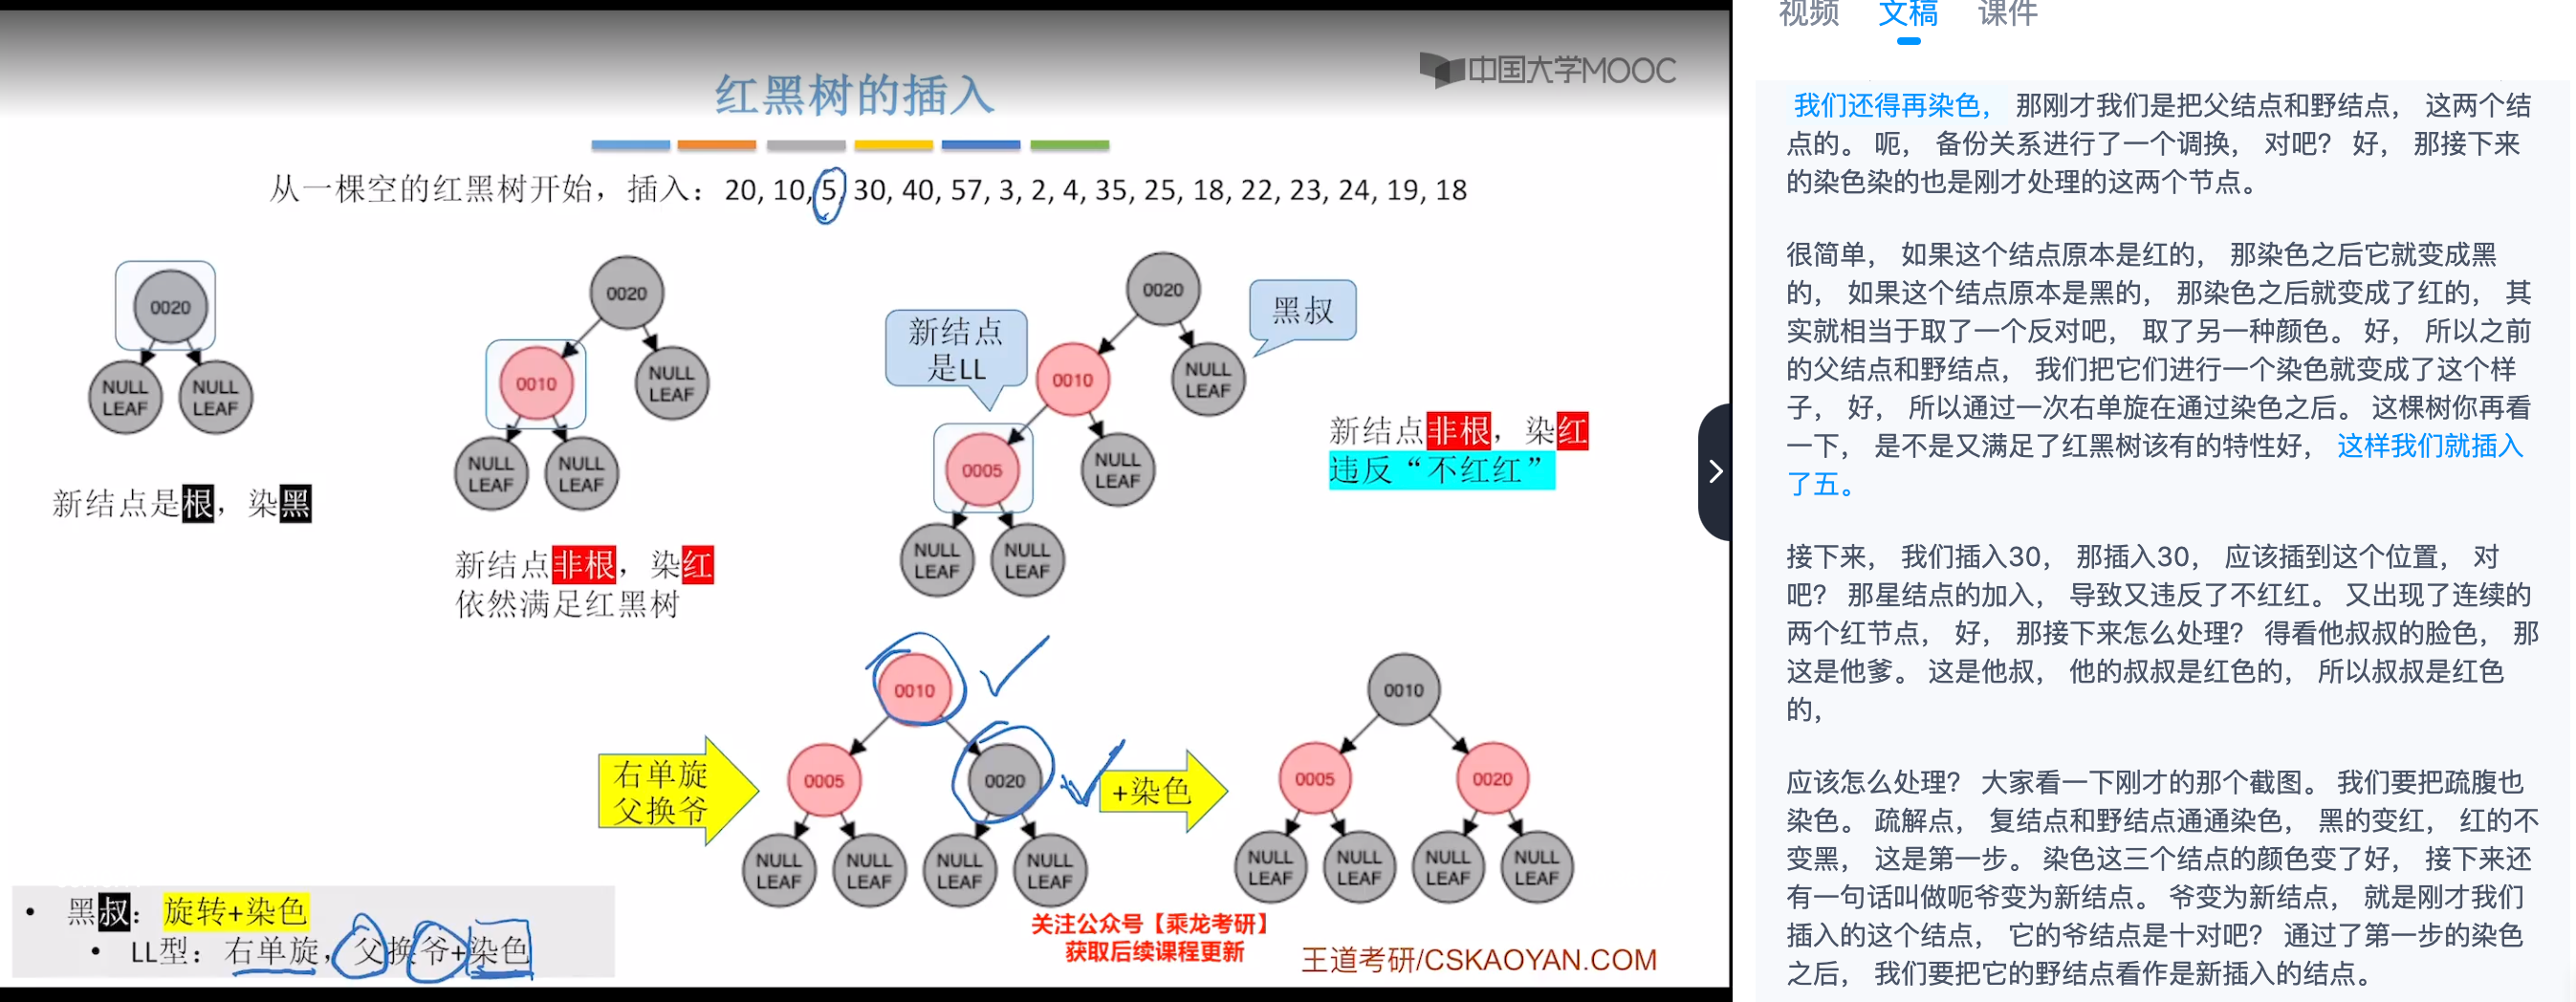 中国大学MOOC
红黑树的插入
从一棵空的红黑树开始，插入：20, 10, 5, 30, 40, 57, 3, 2, 4, 35, 25, 18, 22, 23, 24, 19, 18
0020
NULL LEAF
NULL LEAF
新结点是根，染黑
0020
0010
NULL LEAF
NULL LEAF
NULL LEAF
新结点非根，染红
依然满足红黑树
0020
黑叔
新结点
是LL
0010
NULL LEAF
0005
NULL LEAF
NULL LEAF
NULL LEAF
新结点非根，染红
违反“不红红”
右单旋
父换爷
0010
0005
0020
NULL LEAF
NULL LEAF
NULL LEAF
NULL LEAF
+染色
0010
0005
0020
NULL LEAF
NULL LEAF
NULL LEAF
NULL LEAF
• 黑叔：旋转+染色
• LL型：右单旋，父换爷+染色
关注公众号【乘龙考研】
获取后续课程更新
王道考研/CSKAOYAN.COM
视频 文稿 课件
我们还得再染色， 那刚才我们是把父结点和野结点， 这两个结
点的。 呃， 备份关系进行了一个调换， 对吧？ 好， 那接下来
的染色染的也是刚才处理的这两个节点。
很简单， 如果这个结点原本是红的， 那染色之后它就变成黑
的， 如果这个结点原本是黑的， 那染色之后就变成了红的， 其
实就相当于取了一个反对吧， 取了另一种颜色。 好， 所以之前
的父结点和野结点， 我们把它们进行一个染色就变成了这个样
子， 好， 所以通过一次右单旋在通过染色之后。 这棵树你再看
一下， 是不是又满足了红黑树该有的特性好， 这样我们就插入
了五。
接下来， 我们插入30， 那插入30， 应该插到这个位置， 对
吧？ 那星结点的加入， 导致又违反了不红红。 又出现了连续的
两个红节点， 好， 那接下来怎么处理？ 得看他叔叔的脸色， 那
这是他爹。 这是他叔， 他的叔叔是红色的， 所以叔叔是红色
的，
应该怎么处理？ 大家看一下刚才的那个截图。 我们要把疏腹也
染色。 疏解点， 复结点和野结点通通染色， 黑的变红， 红的不
变黑， 这是第一步。 染色这三个结点的颜色变了好， 接下来还
有一句话叫做呃爷变为新结点。 爷变为新结点， 就是刚才我们
插入的这个结点， 它的爷结点是十对吧？ 通过了第一步的染色
之后， 我们要把它的野结点看作是新插入的结点。